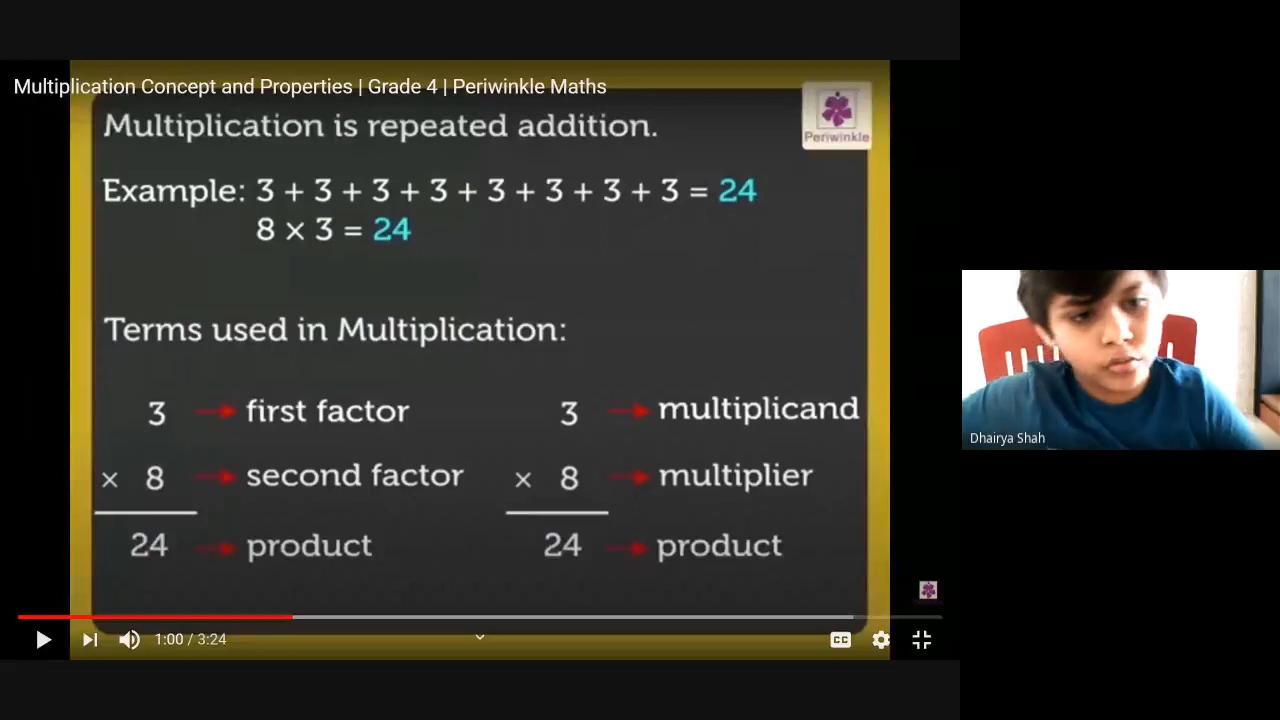 Multiplication Concept and Properties | Grade 4 | Periwinkle Maths
Periwinkle
Multiplication is repeated addition.
Example: 3 + 3 + 3 + 3 + 3 + 3 + 3 + 3 = 24
8 × 3 = 24
Terms used in Multiplication:
3 → first factor
× 8 → second factor
24 → product
3 → multiplicand
× 8 → multiplier
24 → product
Dhairya Shah
1:00 / 3:24
CC